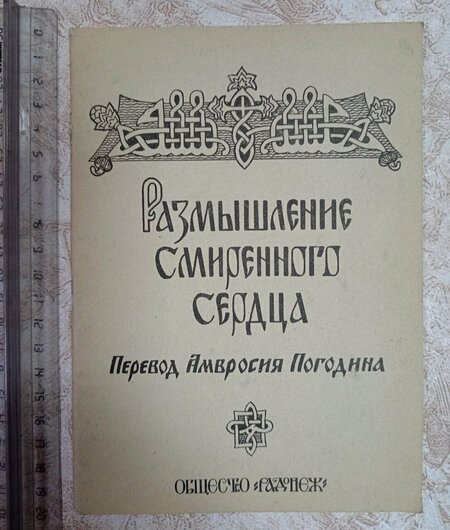 Размышление
смиренного
сердца
Перевод Амвросия Погодина
Общество «Радонеж»